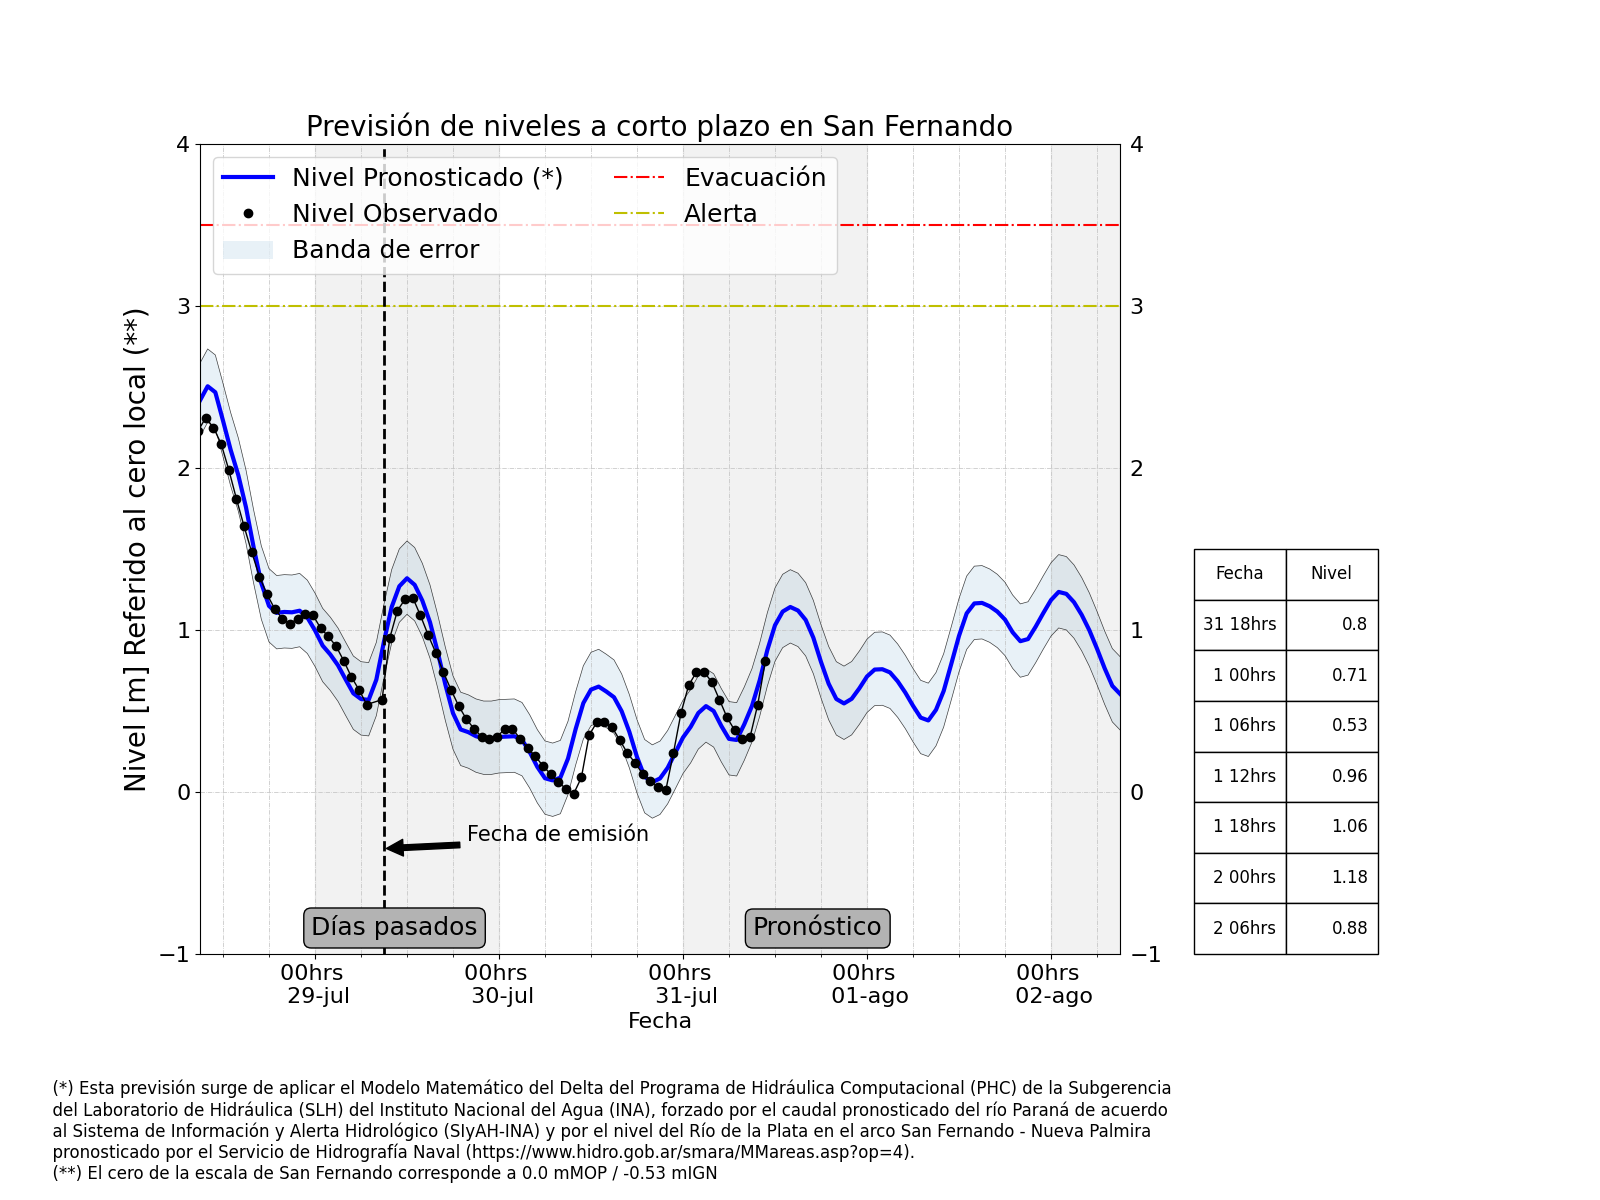 Previsión de niveles a corto plazo en San Fernando
Nivel Pronosticado (*)
Nivel Observado
Banda de error
Evacuación
Alerta
Nivel [m] Referido al cero local (**)
4
3
2
1
0
−1
4
3
2
1
0
−1
Fecha de emisión
Días pasados
Pronóstico
00hrs
29-jul
00hrs
30-jul
00hrs
31-jul
00hrs
01-ago
00hrs
02-ago
Fecha
Fecha Nivel
31 18hrs 0.8
1 00hrs 0.71
1 06hrs 0.53
1 12hrs 0.96
1 18hrs 1.06
2 00hrs 1.18
2 06hrs 0.88
(*) Esta previsión surge de aplicar el Modelo Matemático del Delta del Programa de Hidráulica Computacional (PHC) de la Subgerencia
del Laboratorio de Hidráulica (SLH) del Instituto Nacional del Agua (INA), forzado por el caudal pronosticado del río Paraná de acuerdo
al Sistema de Información y Alerta Hidrológico (SIyAH-INA) y por el nivel del Río de la Plata en el arco San Fernando - Nueva Palmira
pronosticado por el Servicio de Hidrografía Naval (https://www.hidro.gob.ar/smara/MMareas.asp?op=4).
(**) El cero de la escala de San Fernando corresponde a 0.0 mMOP / -0.53 mIGN